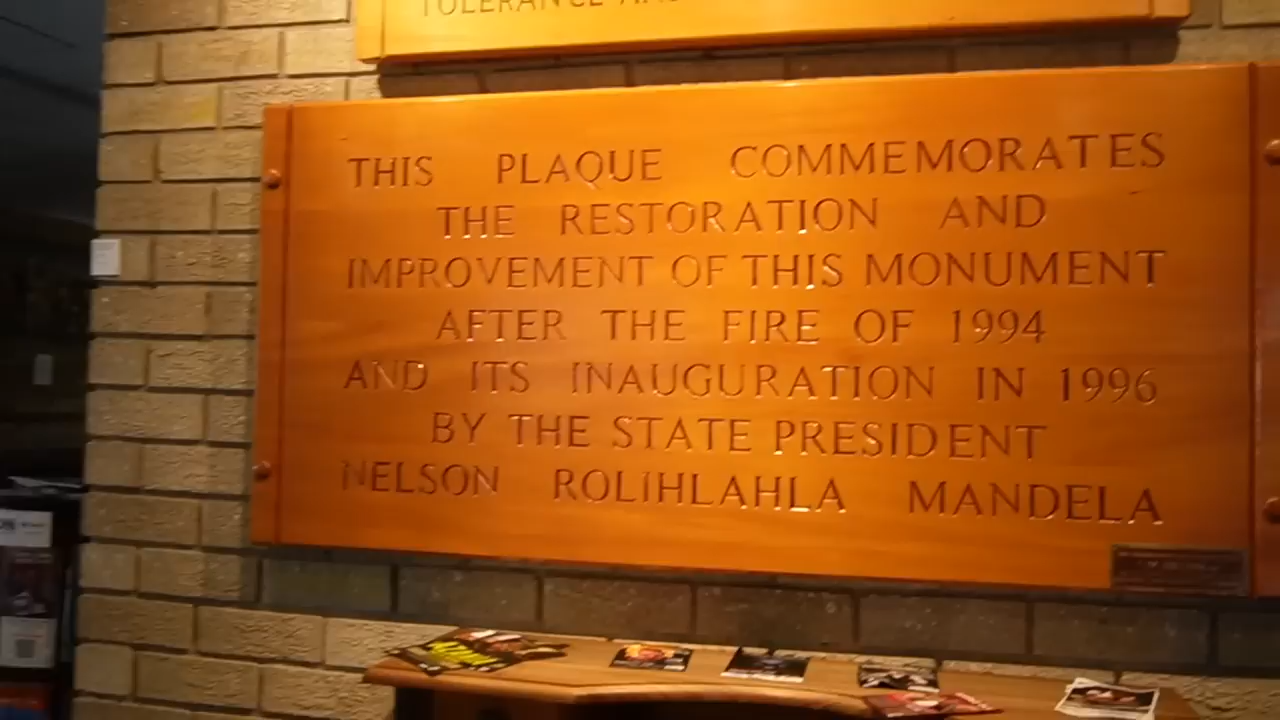 TOLERANCE
THIS PLAQUE COMMEMORATES
THE RESTORATION AND
IMPROVEMENT OF THIS MONUMENT
AFTER THE FIRE OF 1994
AND ITS INAUGURATION IN 1996
BY THE STATE PRESIDENT
NELSON ROLIHLAHLA MANDELA